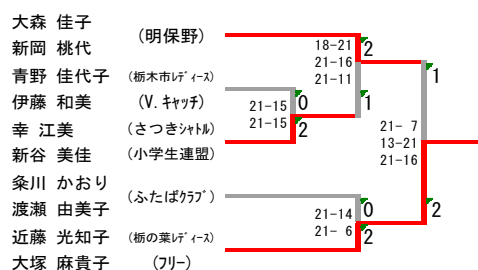 大森 佳子
新岡 桃代
(明保野)
青野 佳代子 (栃木市ﾚﾃﾞｨｰｽ)
伊藤 和美 (V. ｷｬｯﾁ)
幸 江美 (さつきｼｬﾄﾙ)
新谷 美佳 (小学生連盟)
粂川 かおり
渡瀬 由美子
(ふたばｸﾗﾌﾞ)
近藤 光知子 (栃の葉ﾚﾃﾞｨｰｽ)
大塚 麻貴子 (ﾌﾘｰ)
18-21
21-16
21-11
2
1
21-15
21-15
0
2
21-14
21- 6
0
2
21- 7
13-21
21-16
1
2